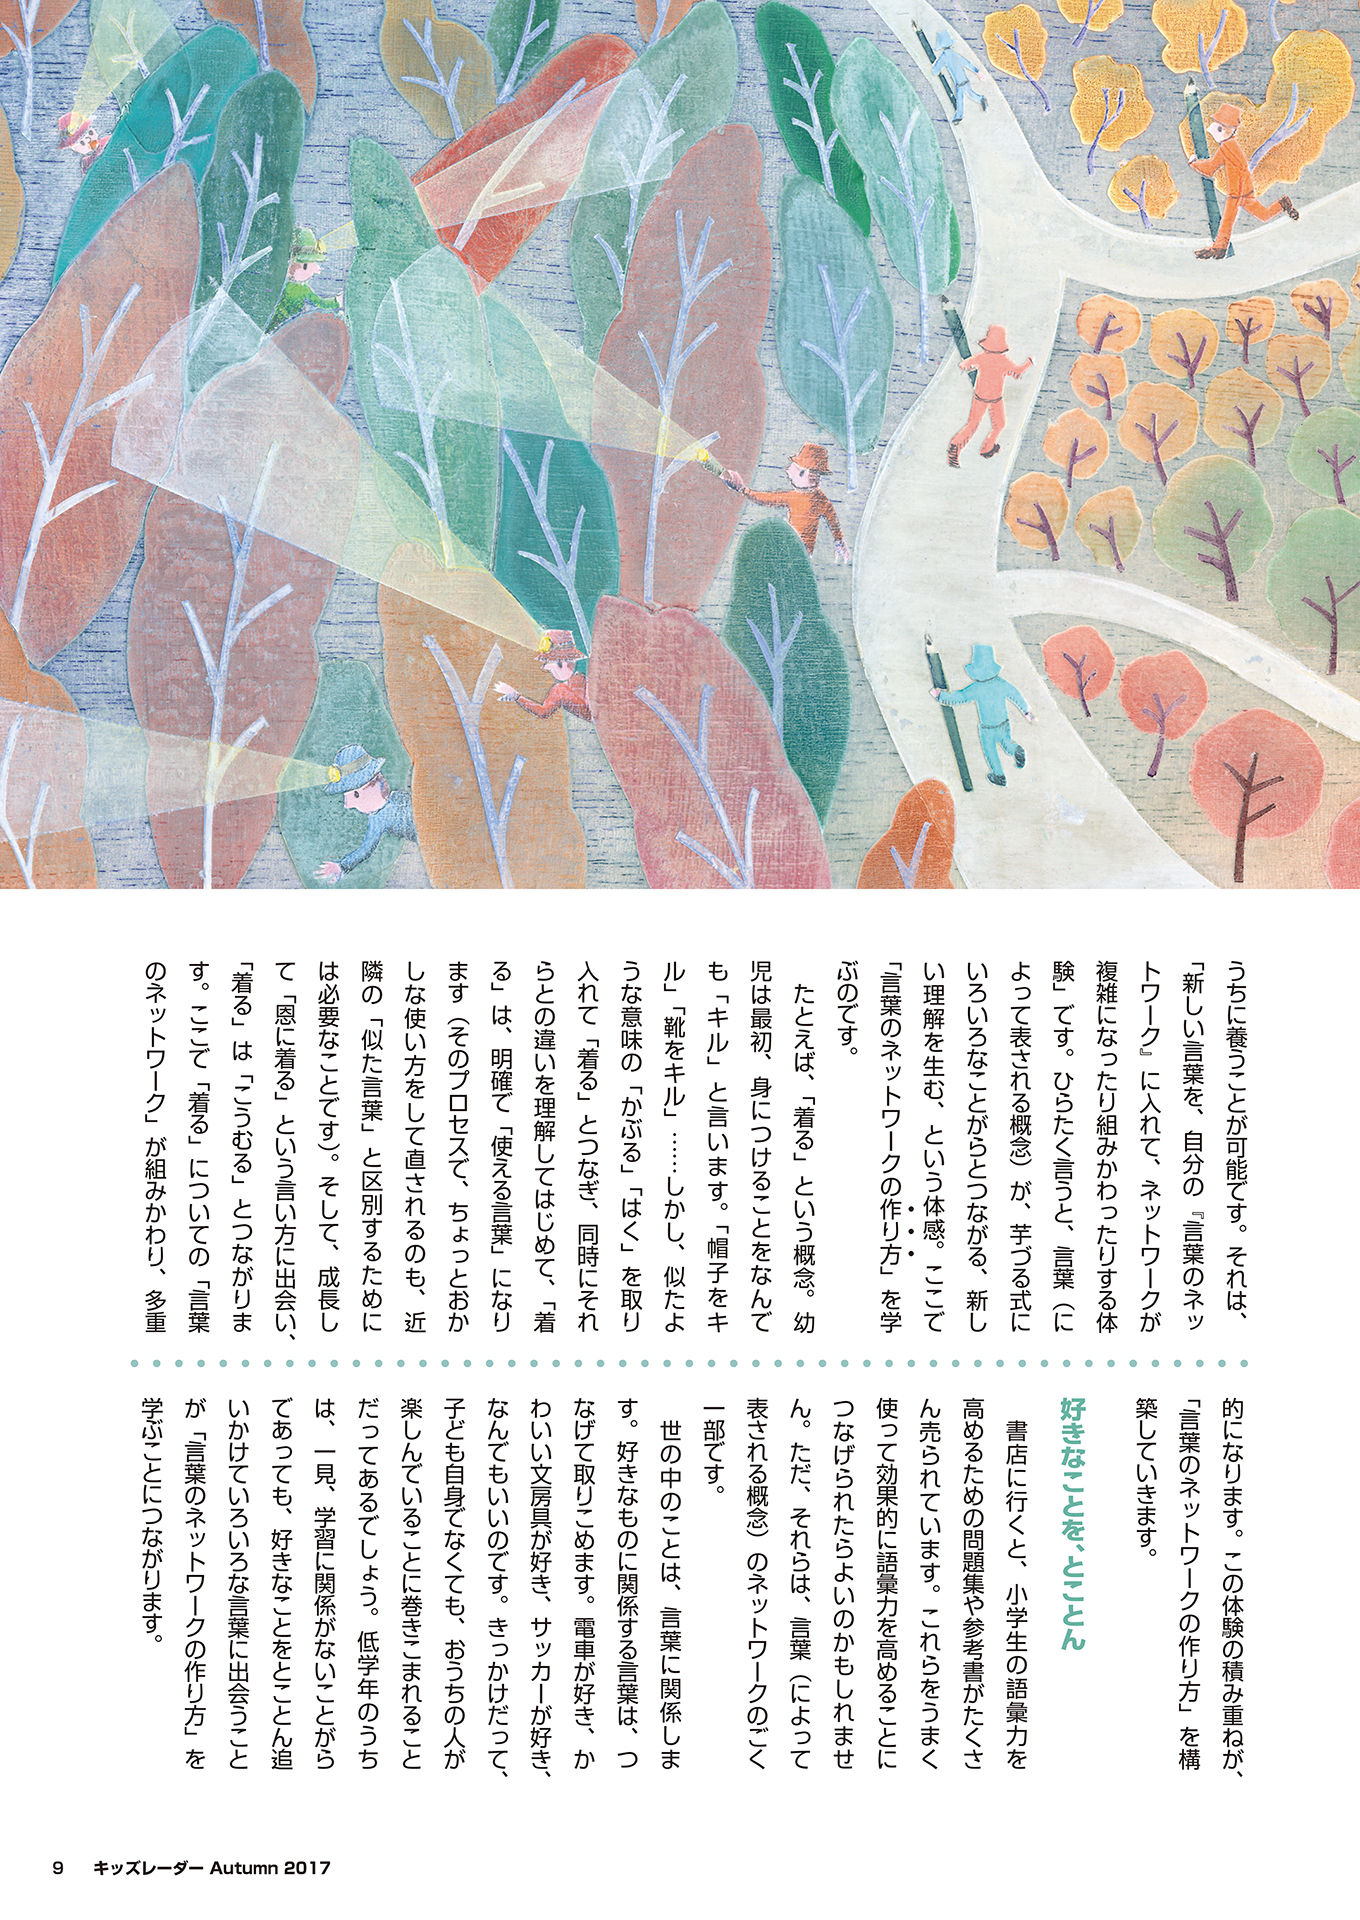 うちに養うことが可能です。それは、
「新しい言葉を、自分の『言葉のネッ
トワーク』に入れて、ネットワークが
複雑になったり組みかわったりする体
験」です。ひらたく言うと、言葉（に
よって表される概念）が、芋づる式に
いろいろなことがらとつながる、新し
い理解を生む、という体感。ここで
「言葉のネットワークの作り方」を学
ぶのです。
たとえば、「着る」という概念。幼
児は最初、身につけることをなんで
も「キル」と言います。「帽子をキ
ル」「靴をキル」……しかし、似たよ
うな意味の「かぶる」「はく」を取り
入れて「着る」とつなぎ、同時にそれ
らとの違いを理解してはじめて、「着
る」は、明確で「使える言葉」になり
ます（そのプロセスで、ちょっとおか
しな使い方をして直されるのも、近
隣の「似た言葉」と区別するために
は必要なことです）。そして、成長し
て「恩に着る」という言い方に出会い、
「着る」は「こうむる」とつながりま
す。ここで「着る」についての「言葉
のネットワーク」が組みかわり、多重
的になります。この体験の積み重ねが、
「言葉のネットワークの作り方」を構
築していきます。
好きなことを、とことん
書店に行くと、小学生の語彙力を
高めるための問題集や参考書がたくさ
ん売られています。これらをうまく
使って効果的に語彙力を高めることに
つなげられたらよいのかもしれませ
ん。ただ、それらは、言葉（によって
表される概念）のネットワークのごく
一部です。
世の中のことは、言葉に関係しま
す。好きなものに関係する言葉は、つ
なげて取りこめます。電車が好き、か
わいい文房具が好き、サッカーが好き、
なんでもいいのです。きっかけだって、
子ども自身でなくても、おうちの人が
楽しんでいることに巻きこまれること
だってあるでしょう。低学年のうち
は、一見、学習に関係がないことがら
であっても、好きなことをとことん追
いかけていろいろな言葉に出会うこと
が「言葉のネットワークの作り方」を
学ぶことにつながります。
9 キッズレーダー Autumn 2017